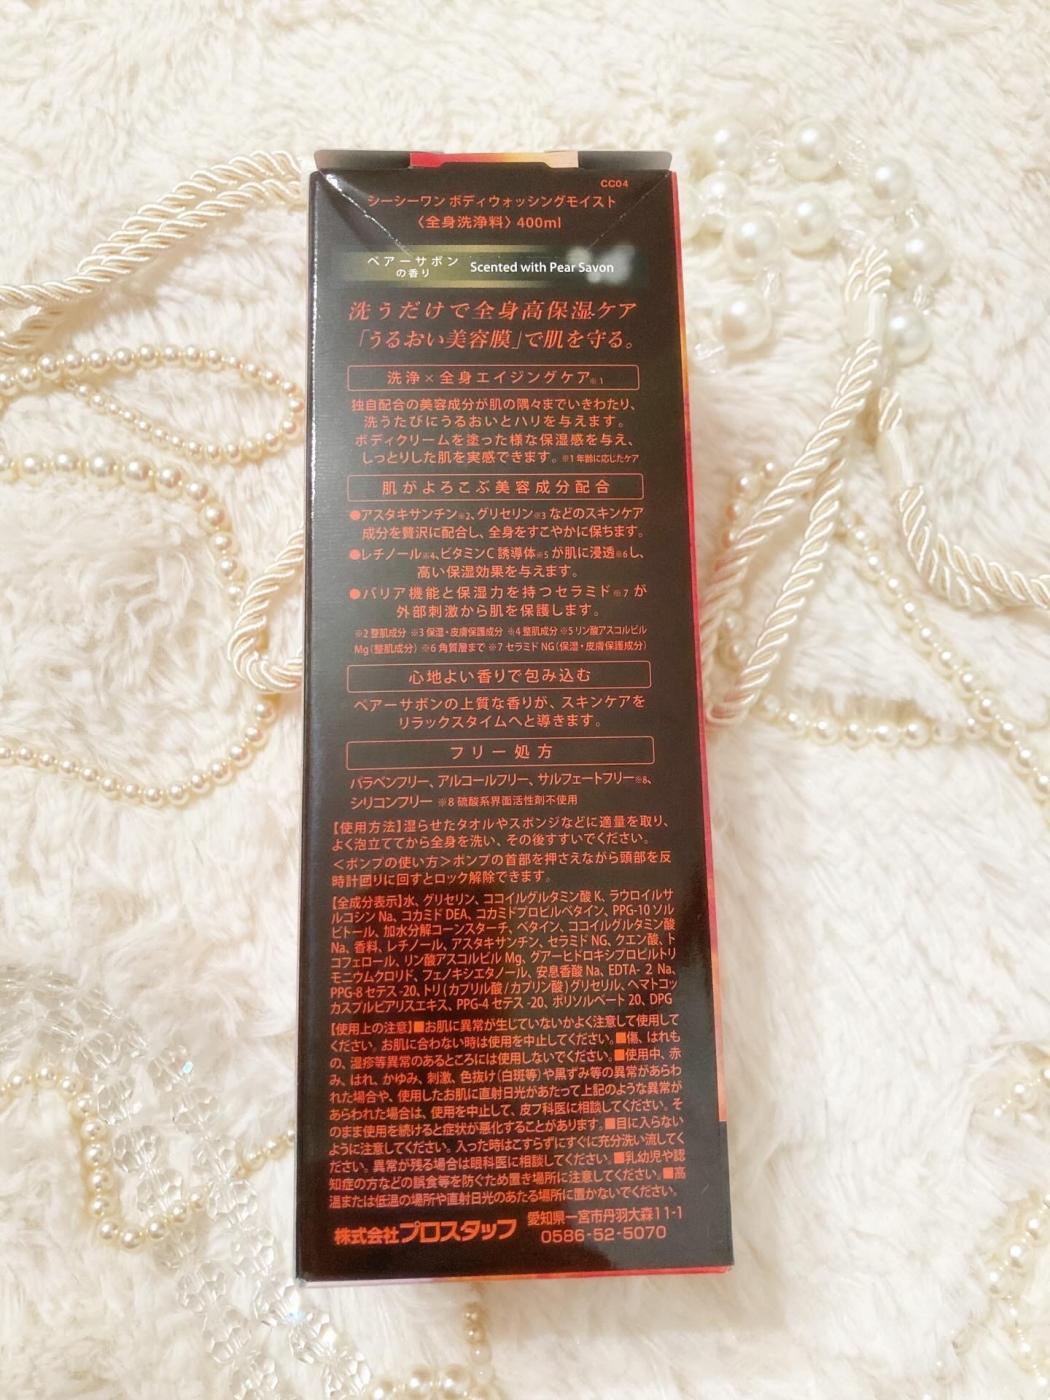 CC04
シーシーワン ボディウォッシングモイスト
〈全身洗浄料〉400ml
ペアーサボン
の香り
Scented with Pear Savon
洗うだけで全身高保湿ケア
「うるおい美容膜」で肌を守る。
洗浄×全身エイジングケア※1
独自配合の美容成分が肌の隅々までいきわたり、
洗うたびにうるおいとハリを与えます。
ボディクリームを塗った様な保湿感を与え、
しっとりした肌を実感できます。※1 年齢に応じたケア
肌がよろこぶ美容成分配合
●アスタキサンチン※2、グリセリン※3 などのスキンケア
成分を贅沢に配合し、全身をすこやかに保ちます。
●レチノール※4、ビタミンC誘導体※5 が肌に浸透※6し、
高い保湿効果を与えます。
●バリア機能と保湿力を持つセラミド※7 が
外部刺激から肌を保護します。
※2 整肌成分 ※3 保湿・皮膚保護成分 ※4 整肌成分 ※5 リン酸アスコルビル
Mg(整肌成分) ※6 角質層まで ※7 セラミド NG(保湿・皮膚保護成分)
心地よい香りで包み込む
ペアーサボンの上質な香りが、スキンケアを
リラックスタイムへと導きます。
フリー処方
パラベンフリー、アルコールフリー、サルフェートフリー※8、
シリコンフリー ※8 硫酸系界面活性剤不使用
【使用方法】湿らせたタオルやスポンジなどに適量を取り、
よく泡立ててから全身を洗い、その後すすいでください。
<ポンプの使い方>ポンプの首部を押さえながら頭部を反
時計回りに回すとロック解除できます。
【全成分表示】水、グリセリン、ココイルグルタミン酸 K、ラウロイルサ
ルコシン Na、コカミド DEA、コカミドプロピルベタイン、PPG-10 ソル
ビトール、加水分解コーンスターチ、ベタイン、ココイルグルタミン酸
Na、香料、レチノール、アスタキサンチン、セラミド NG、クエン酸、ト
コフェロール、リン酸アスコルビル Mg、グアーヒドロキシプロピルトリ
モニウムクロリド、フェノキシエタノール、安息香酸 Na、EDTA- 2 Na、
PPG-8 セテス -20、トリ(カプリル酸/カプリン酸)グリセリル、ヘマトコッ
カスプルビアリスエキス、PPG-4 セテス -20、ポリソルベート 20、DPG
【使用上の注意】■お肌に異常が生じていないかよく注意して使用して
ください。お肌に合わない時は使用を中止してください。■傷、はれも
の、湿疹等異常のあるところには使用しないでください。■使用中、赤
み、はれ、かゆみ、刺激、色抜け(白斑等)や黒ずみ等の異常があらわ
れた場合や、使用したお肌に直射日光があたって上記のような異常が
あらわれた場合は、使用を中止して、皮フ科医に相談してください。そ
のまま使用を続けると症状が悪化することがあります。■目に入らない
ように注意してください。入った時はこすらずにすぐに充分洗い流してく
ださい。異常が残る場合は眼科医に相談してください。■乳幼児や認
知症の方などの誤食等を防ぐため置き場所に注意してください。■高
温または低温の場所や直射日光のあたる場所に置かないでください。
株式会社プロスタッフ
愛知県一宮市丹羽大森11-1
0586-52-5070